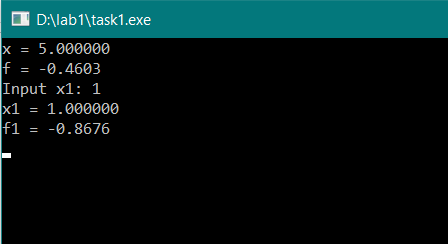 D:\lab1\task1.exe
x = 5.000000
f = -0.4603
Input x1: 1
x1 = 1.000000
f1 = -0.8676